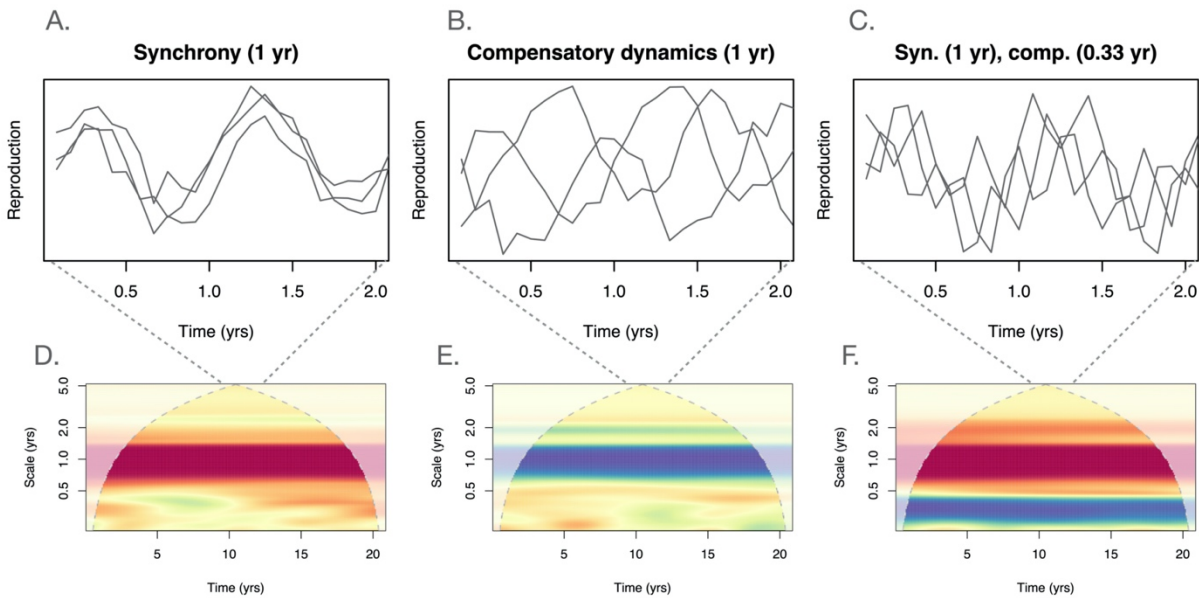 A.
B.
C.
Synchrony (1 yr)
Compensatory dynamics (1 yr)
Syn. (1 yr), comp. (0.33 yr)
Reproduction
Reproduction
Reproduction
0.5 1.0 1.5 2.0
0.5 1.0 1.5 2.0
0.5 1.0 1.5 2.0
Time (yrs)
Time (yrs)
Time (yrs)
D.
E.
F.
Scale (yrs)
5.0
2.0
1.0
0.5
Scale (yrs)
5.0
2.0
1.0
0.5
Scale (yrs)
5.0
2.0
1.0
0.5
5 10 15 20
5 10 15 20
5 10 15 20
Time (yrs)
Time (yrs)
Time (yrs)